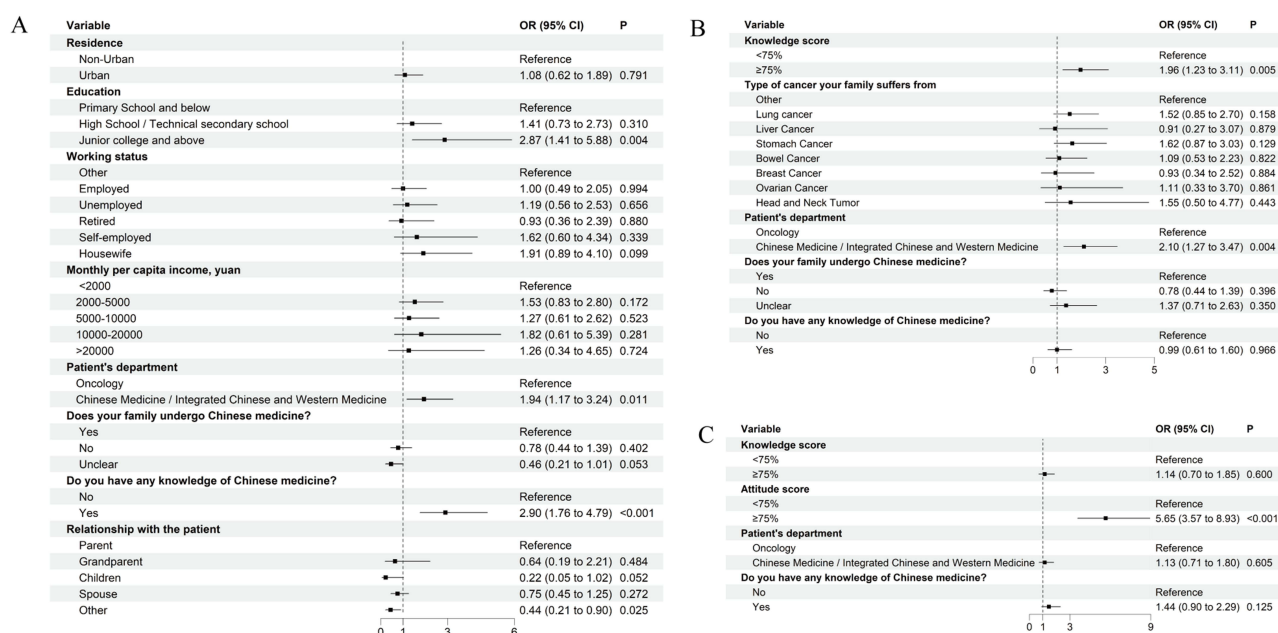 A
Variable OR (95% CI) P
Residence
Non-Urban Reference
Urban 1.08 (0.62 to 1.89) 0.791
Education
Primary School and below Reference
High School / Technical secondary school 1.41 (0.73 to 2.73) 0.310
Junior college and above 2.87 (1.41 to 5.88) 0.004
Working status
Other Reference
Employed 1.00 (0.49 to 2.05) 0.994
Unemployed 1.19 (0.56 to 2.53) 0.656
Retired 0.93 (0.36 to 2.39) 0.880
Self-employed 1.62 (0.60 to 4.34) 0.339
Housewife 1.91 (0.89 to 4.10) 0.099
Monthly per capita income, yuan
<2000 Reference
2000-5000 1.53 (0.83 to 2.80) 0.172
5000-10000 1.27 (0.61 to 2.62) 0.523
10000-20000 1.82 (0.61 to 5.39) 0.281
>20000 1.26 (0.34 to 4.65) 0.724
Patient's department
Oncology Reference
Chinese Medicine / Integrated Chinese and Western Medicine 1.94 (1.17 to 3.24) 0.011
Does your family undergo Chinese medicine?
Yes Reference
No 0.78 (0.44 to 1.39) 0.402
Unclear 0.46 (0.21 to 1.01) 0.053
Do you have any knowledge of Chinese medicine?
No Reference
Yes 2.90 (1.76 to 4.79) <0.001
Relationship with the patient
Parent Reference
Grandparent 0.64 (0.19 to 2.21) 0.484
Children 0.22 (0.05 to 1.02) 0.052
Spouse 0.75 (0.45 to 1.25) 0.272
Other 0.44 (0.21 to 0.90) 0.025
0 1 3 6
B
Variable OR (95% CI) P
Knowledge score
<75% Reference
≥75% 1.96 (1.23 to 3.11) 0.005
Type of cancer your family suffers from
Other Reference
Lung cancer 1.52 (0.85 to 2.70) 0.158
Liver Cancer 0.91 (0.27 to 3.07) 0.879
Stomach Cancer 1.62 (0.87 to 3.03) 0.129
Bowel Cancer 1.09 (0.53 to 2.23) 0.822
Breast Cancer 0.93 (0.34 to 2.52) 0.884
Ovarian Cancer 1.11 (0.33 to 3.70) 0.861
Head and Neck Tumor 1.55 (0.50 to 4.77) 0.443
Patient's department
Oncology Reference
Chinese Medicine / Integrated Chinese and Western Medicine 2.10 (1.27 to 3.47) 0.004
Does your family undergo Chinese medicine?
Yes Reference
No 0.78 (0.44 to 1.39) 0.396
Unclear 1.37 (0.71 to 2.63) 0.350
Do you have any knowledge of Chinese medicine?
No Reference
Yes 0.99 (0.61 to 1.60) 0.966
0 1 3 5
C
Variable OR (95% CI) P
Knowledge score
<75% Reference
≥75% 1.14 (0.70 to 1.85) 0.600
Attitude score
<75% Reference
≥75% 5.65 (3.57 to 8.93) <0.001
Patient's department
Oncology Reference
Chinese Medicine / Integrated Chinese and Western Medicine 1.13 (0.71 to 1.80) 0.605
Do you have any knowledge of Chinese medicine?
No Reference
Yes 1.44 (0.90 to 2.29) 0.125
0 1 3 9